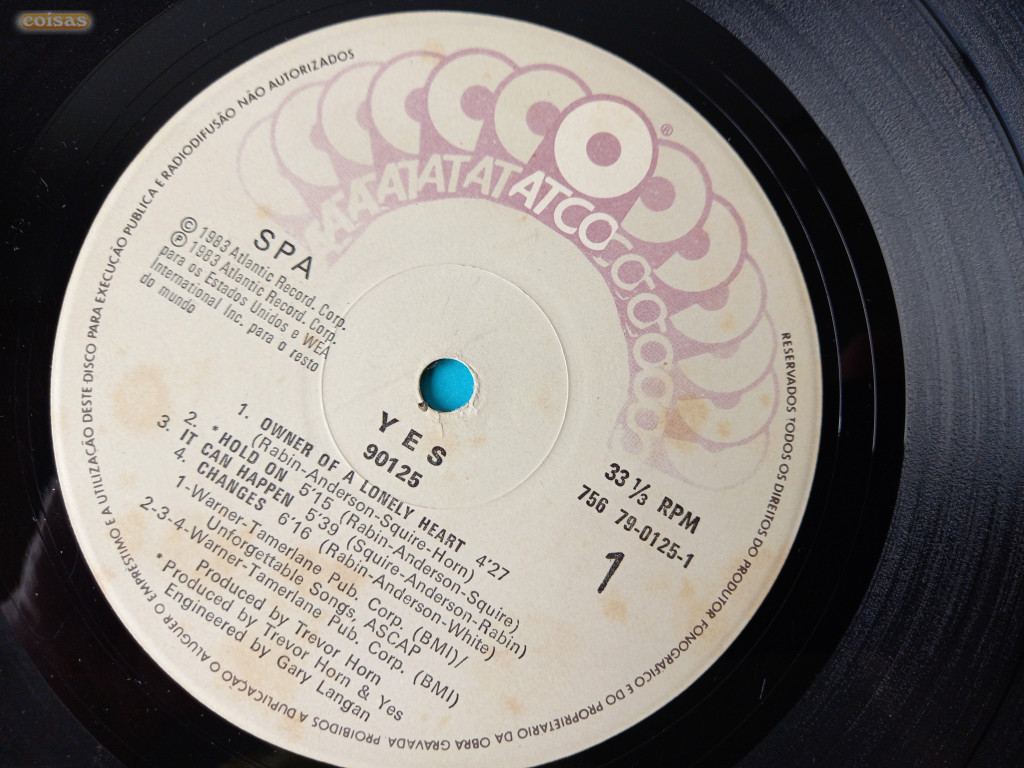 coisas
ATCO
®
SPA
© 1983 Atlantic Record. Corp.
℗ 1983 Atlantic Record. Corp.
para os Estados Unidos e WEA
International Inc. para o resto
do mundo
YES
90125
33 1/3 RPM
756 79-0125-1
1
1. OWNER OF A LONELY HEART 4'27
(Rabin-Anderson-Squire-Horn)
2. *HOLD ON 5'15 (Rabin-Anderson-Squire)
3. IT CAN HAPPEN 5'39 (Squire-Anderson-Rabin)
4. CHANGES 6'16 (Rabin-Anderson-White)
1-Warner-Tamerlane Pub. Corp. (BMI)/
Unforgettable Songs, ASCAP
2-3-4-Warner-Tamerlane Pub. Corp. (BMI)
Produced by Trevor Horn
*Produced by Trevor Horn & Yes
Engineered by Gary Langan
RESERVADOS TODOS OS DIREITOS DO PRODUTOR FONOGRAFICO E DO PROPRIETARIO DA OBRA GRAVADA. PROIBIDOS A DUPLICAÇÃO O ALUGUER O EMPRESTIMO E A UTILIZAÇÃO DESTE DISCO PARA EXECUÇÃO PUBLICA E RADIODIFUSÃO NÃO AUTORIZADOS